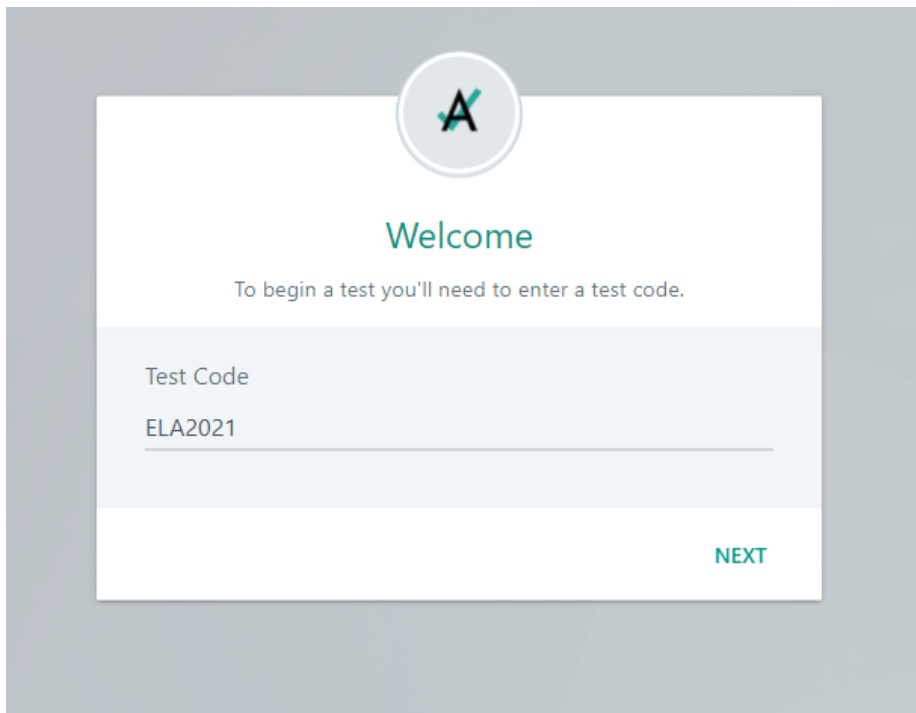 Welcome
To begin a test you'll need to enter a test code.
Test Code
ELA2021
NEXT